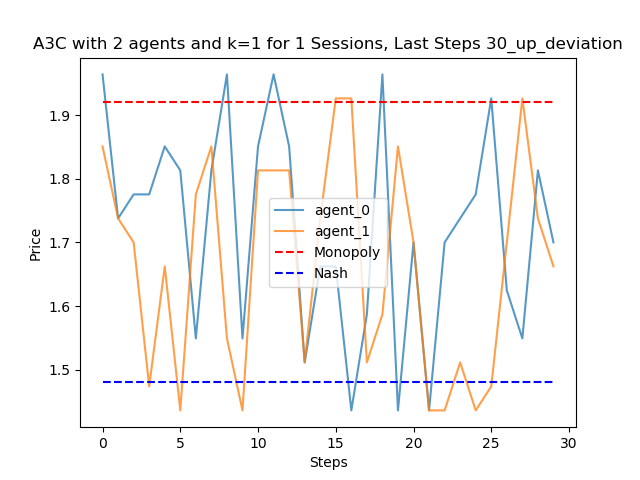 A3C with 2 agents and k=1 for 1 Sessions, Last Steps 30_up_deviation
Price
1.9
1.8
1.7
1.6
1.5
agent_0
agent_1
Monopoly
Nash
0 5 10 15 20 25 30
Steps